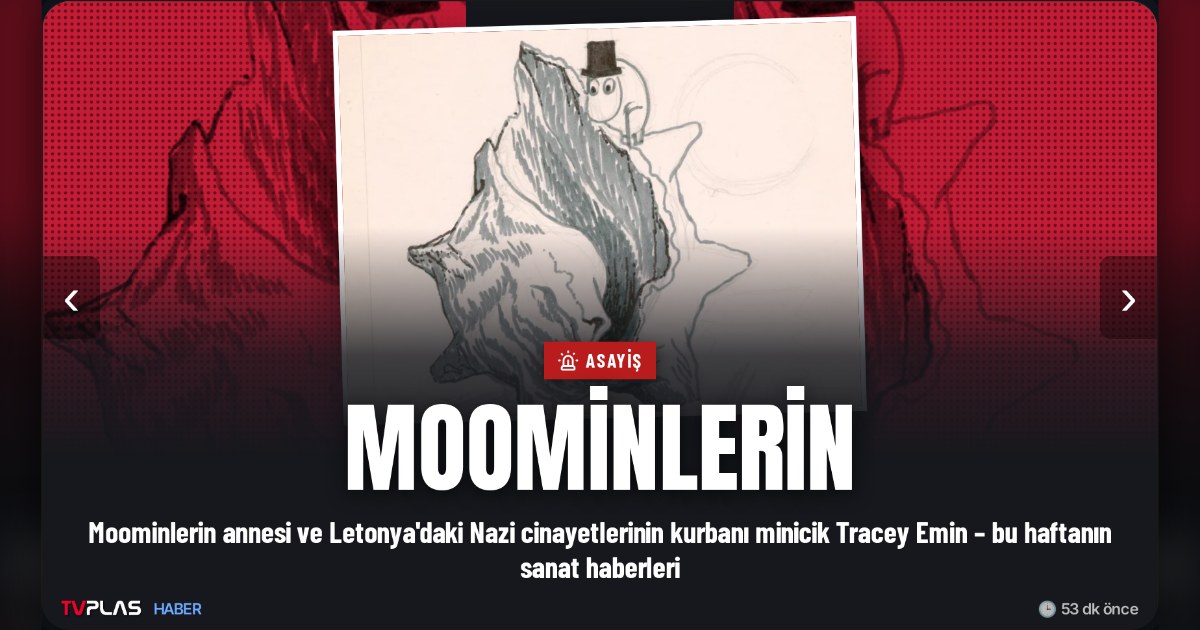 ASAYİŞ
MOOMİNLERİN
Moominlerin annesi ve Letonya'daki Nazi cinayetlerinin kurbanı minicik Tracey Emin – bu haftanın
sanat haberleri
TVPLAS HABER
53 dk önce